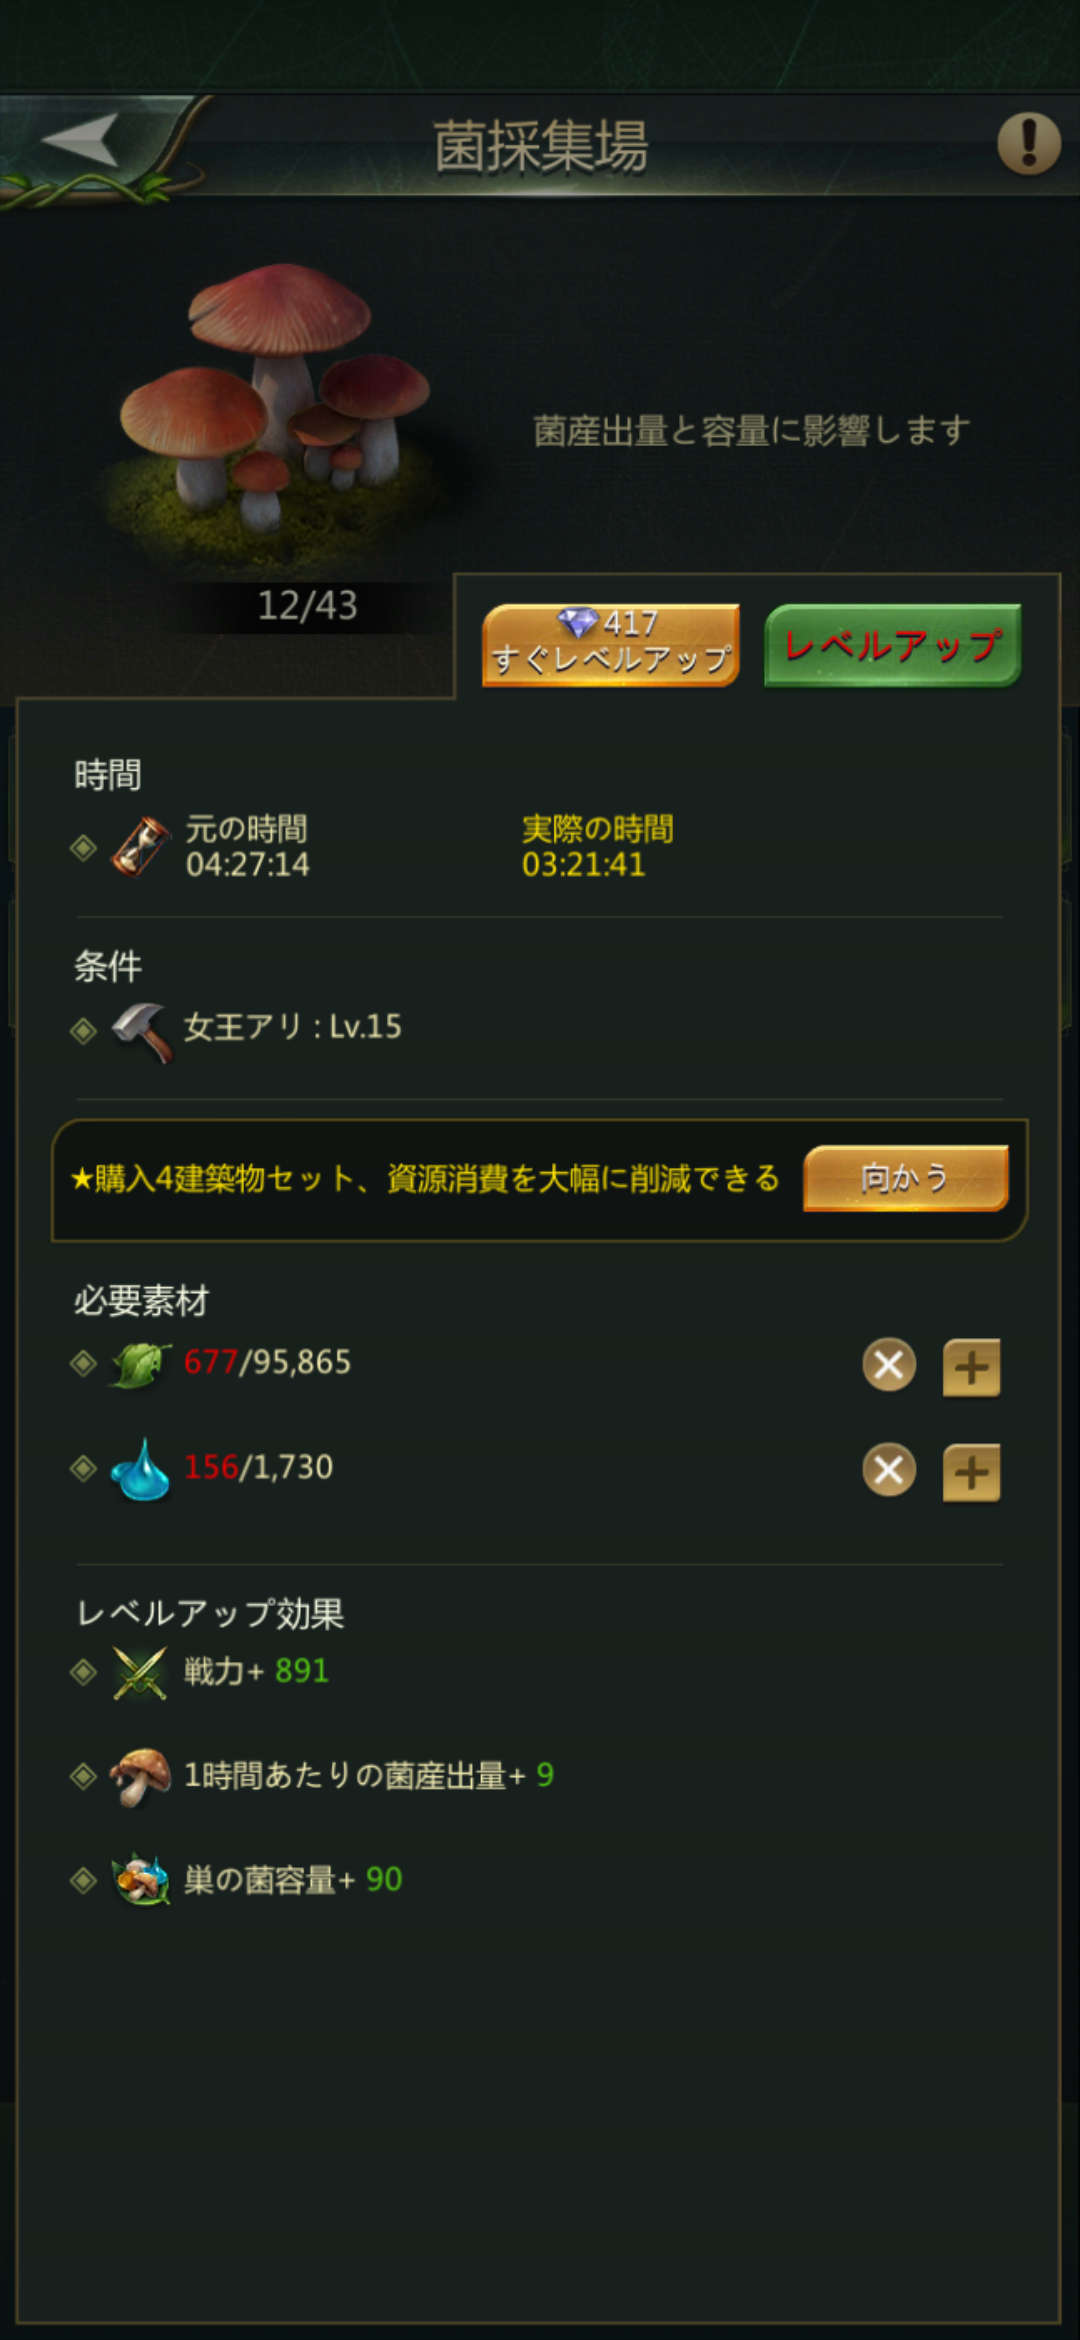 菌採集場
菌産出量と容量に影響します
12/43
417
すぐレベルアップ
レベルアップ
時間
元の時間
04:27:14
実際の時間
03:21:41
条件
女王アリ : Lv.15
★購入4建築物セット、資源消費を大幅に削減できる
向かう
必要素材
677/95,865
156/1,730
レベルアップ効果
戦力+ 891
1時間あたりの菌産出量+ 9
巣の菌容量+ 90